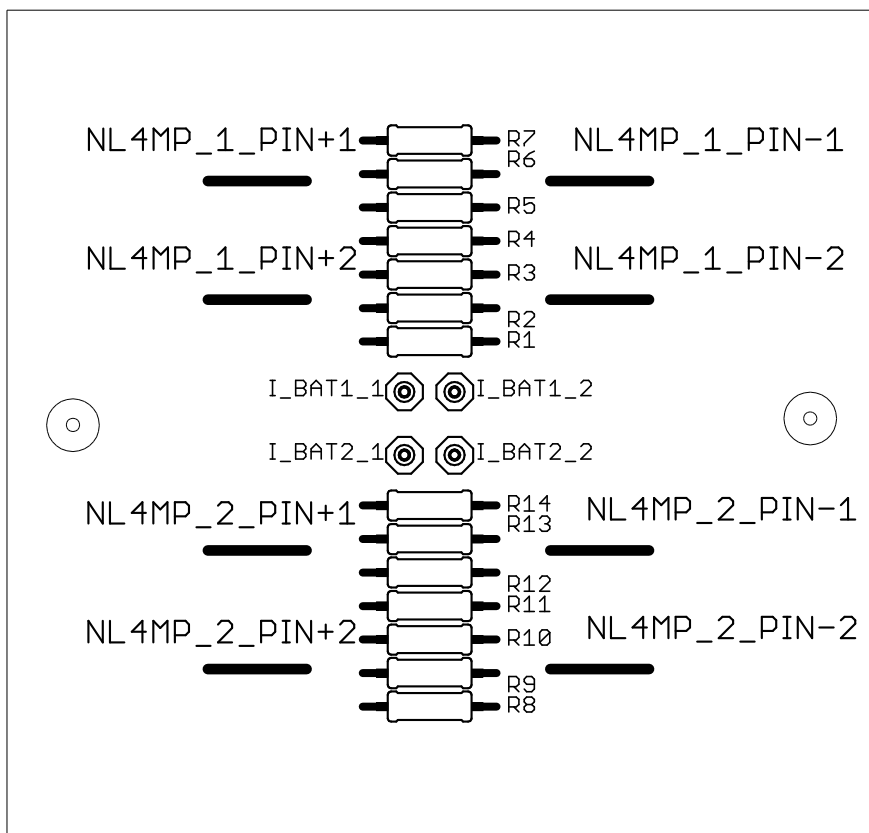 NL4MP_1_PIN+1
R7
NL4MP_1_PIN-1
R6
R5
NL4MP_1_PIN+2
R4
NL4MP_1_PIN-2
R3
R2
R1
I_BAT1_1
I_BAT1_2
I_BAT2_1
I_BAT2_2
NL4MP_2_PIN+1
R14
NL4MP_2_PIN-1
R13
R12
R11
NL4MP_2_PIN+2
R10
NL4MP_2_PIN-2
R9
R8